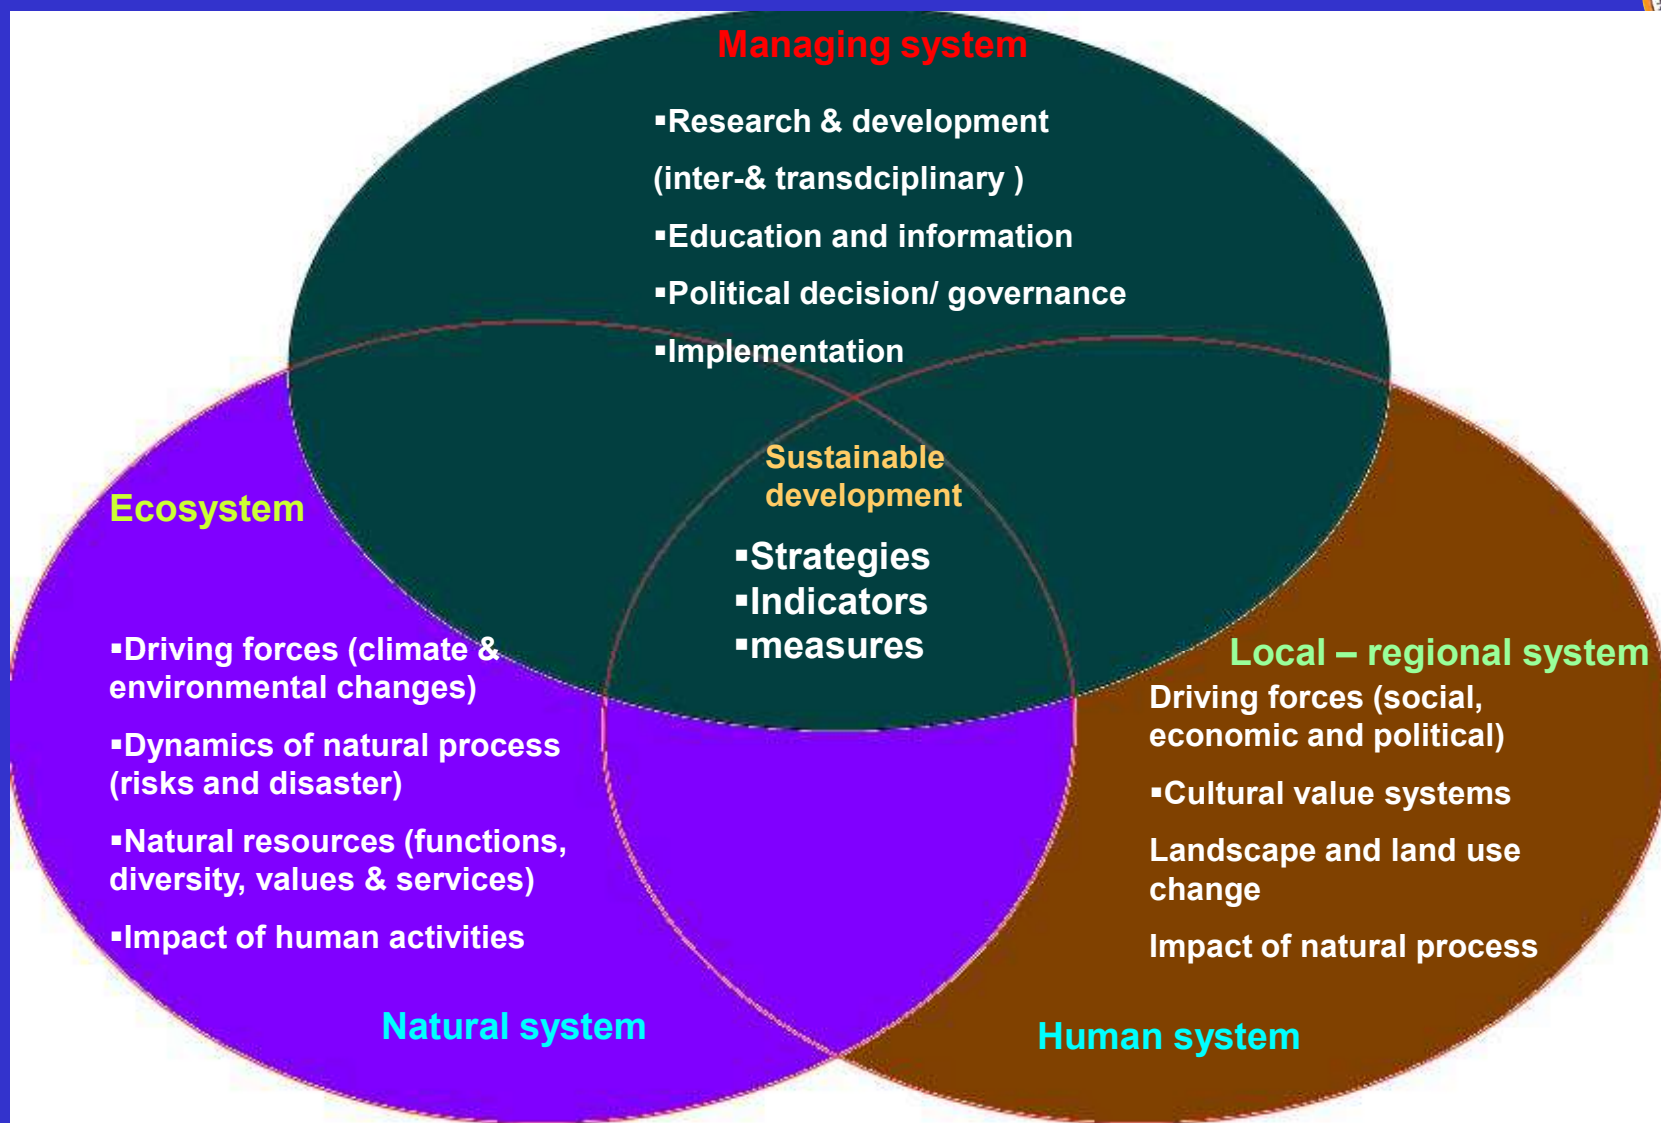 Managing system
▪Research & development
(inter-& transdciplinary )
▪Education and information
▪Political decision/ governance
▪Implementation
Sustainable
development
▪Strategies
▪Indicators
▪measures
Ecosystem
▪Driving forces (climate &
environmental changes)
▪Dynamics of natural process
(risks and disaster)
▪Natural resources (functions,
diversity, values & services)
▪Impact of human activities
Natural system
Local – regional system
Driving forces (social,
economic and political)
▪Cultural value systems
Landscape and land use
change
Impact of natural process
Human system